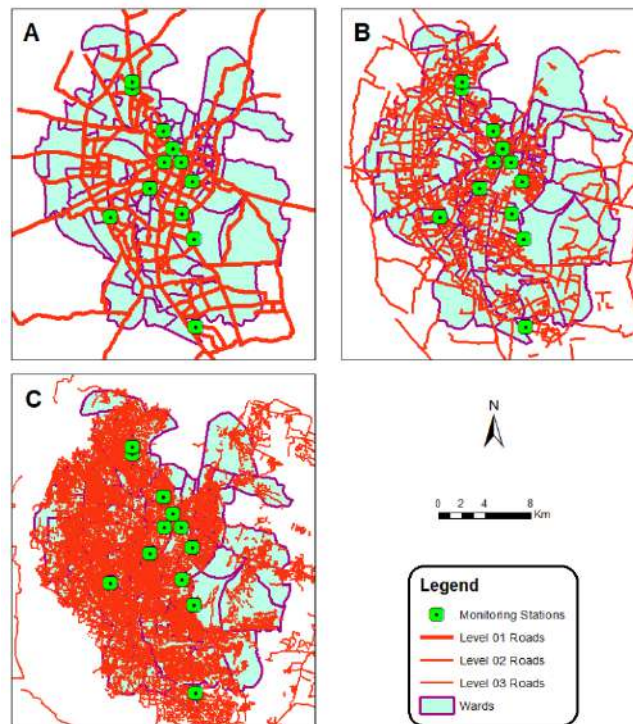 A
B
C
N
0 2 4 8
Km
Legend
Monitoring Stations
Level 01 Roads
Level 02 Roads
Level 03 Roads
Wards